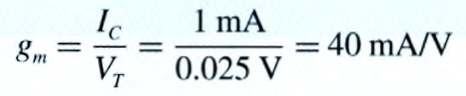 g_m = I_C / V_T = 1 mA / 0.025 V = 40 mA/V